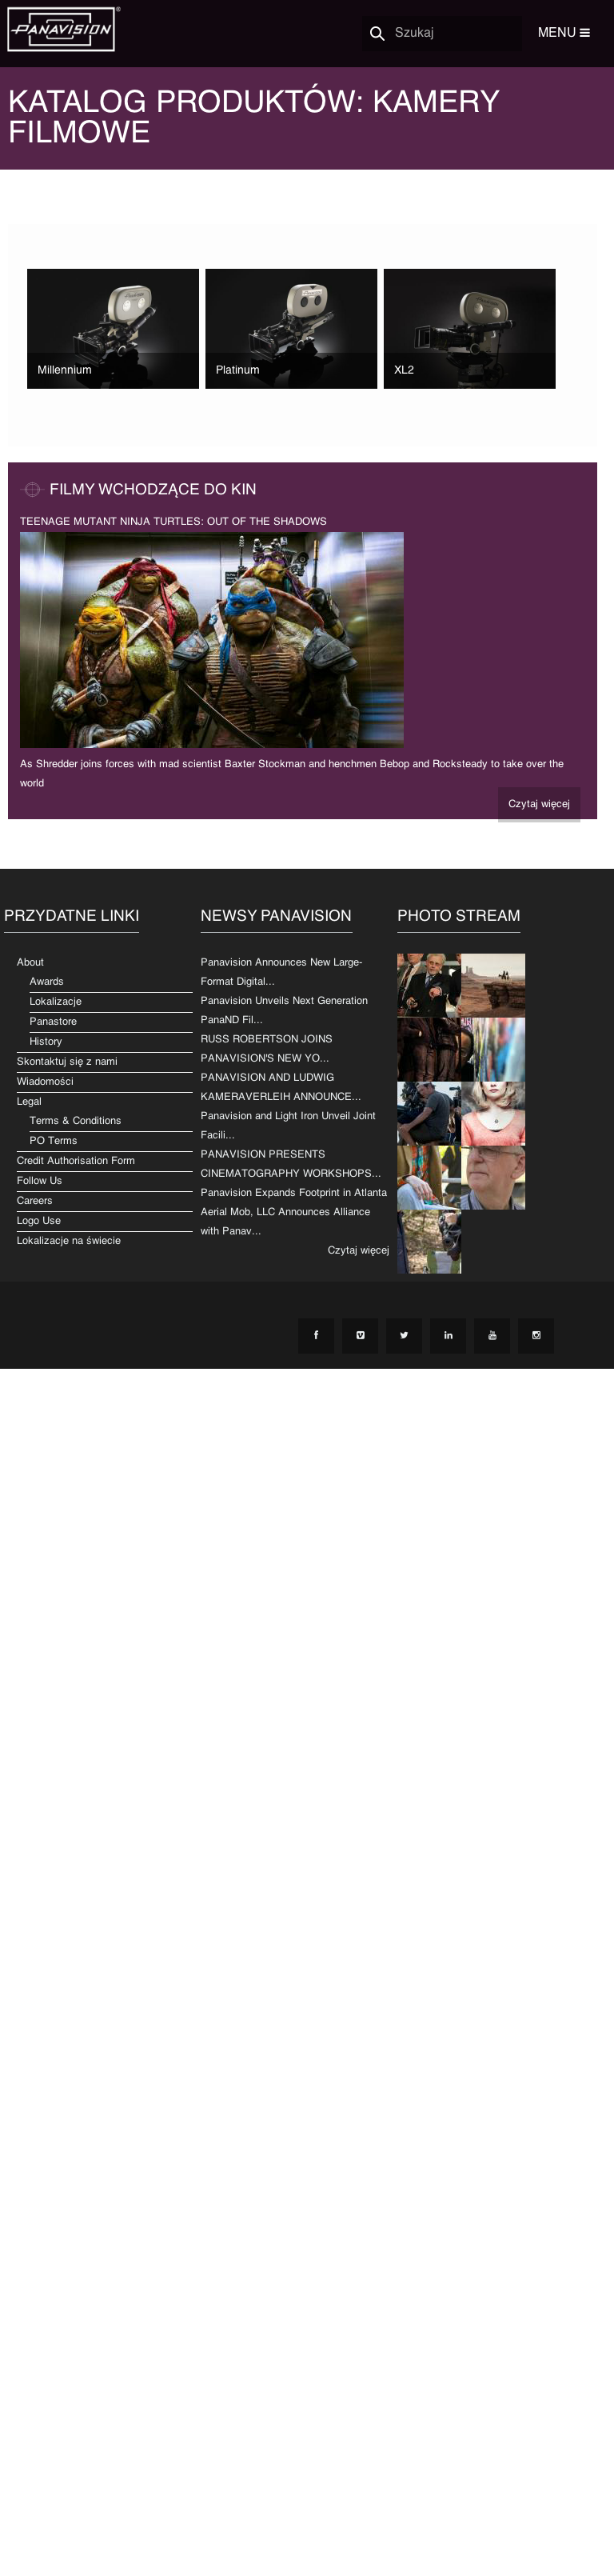 PANAVISION®
Szukaj
MENU
KATALOG PRODUKTÓW: KAMERY
FILMOWE
Millennium
Platinum
XL2
FILMY WCHODZĄCE DO KIN
TEENAGE MUTANT NINJA TURTLES: OUT OF THE SHADOWS
As Shredder joins forces with mad scientist Baxter Stockman and henchmen Bebop and Rocksteady to take over the
world
Czytaj więcej
PRZYDATNE LINKI
About
Awards
Lokalizacje
Panastore
History
Skontaktuj się z nami
Wiadomości
Legal
Terms & Conditions
PO Terms
Credit Authorisation Form
Follow Us
Careers
Logo Use
Lokalizacje na świecie
NEWSY PANAVISION
Panavision Announces New Large-
Format Digital...
Panavision Unveils Next Generation
PanaND Fil...
RUSS ROBERTSON JOINS
PANAVISION'S NEW YO...
PANAVISION AND LUDWIG
KAMERAVERLEIH ANNOUNCE...
Panavision and Light Iron Unveil Joint
Facili...
PANAVISION PRESENTS
CINEMATOGRAPHY WORKSHOPS...
Panavision Expands Footprint in Atlanta
Aerial Mob, LLC Announces Alliance
with Panav...
Czytaj więcej
PHOTO STREAM